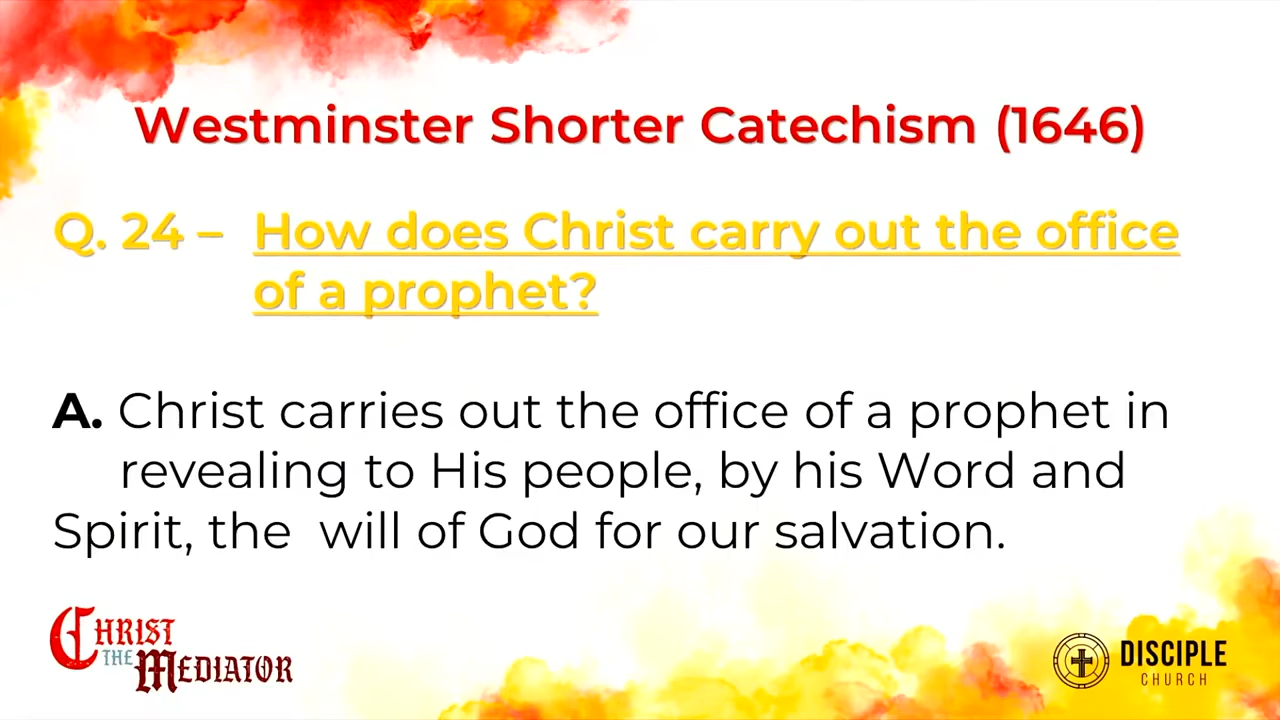 Westminster Shorter Catechism (1646)
Q. 24 – How does Christ carry out the office
of a prophet?
A. Christ carries out the office of a prophet in
revealing to His people, by his Word and
Spirit, the  will of God for our salvation.
CHRIST
THE
MEDIATOR
DISCIPLE
CHURCH